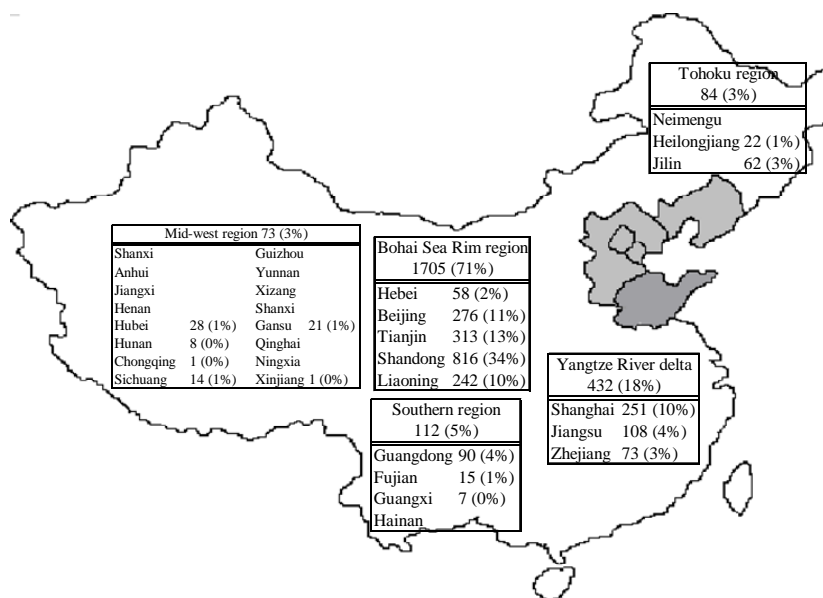 Tohoku region
84 (3%)
Neimengu
Heilongjiang 22 (1%)
Jilin 62 (3%)
Mid-west region 73 (3%)
Shanxi Guizhou
Anhui Yunnan
Jiangxi Xizang
Henan Shanxi
Hubei 28 (1%) Gansu 21 (1%)
Hunan 8 (0%) Qinghai
Chongqing 1 (0%) Ningxia
Sichuang 14 (1%) Xinjiang 1 (0%)
Bohai Sea Rim region
1705 (71%)
Hebei 58 (2%)
Beijing 276 (11%)
Tianjin 313 (13%)
Shandong 816 (34%)
Liaoning 242 (10%)
Yangtze River delta
432 (18%)
Shanghai 251 (10%)
Jiangsu 108 (4%)
Zhejiang 73 (3%)
Southern region
112 (5%)
Guangdong 90 (4%)
Fujian 15 (1%)
Guangxi 7 (0%)
Hainan